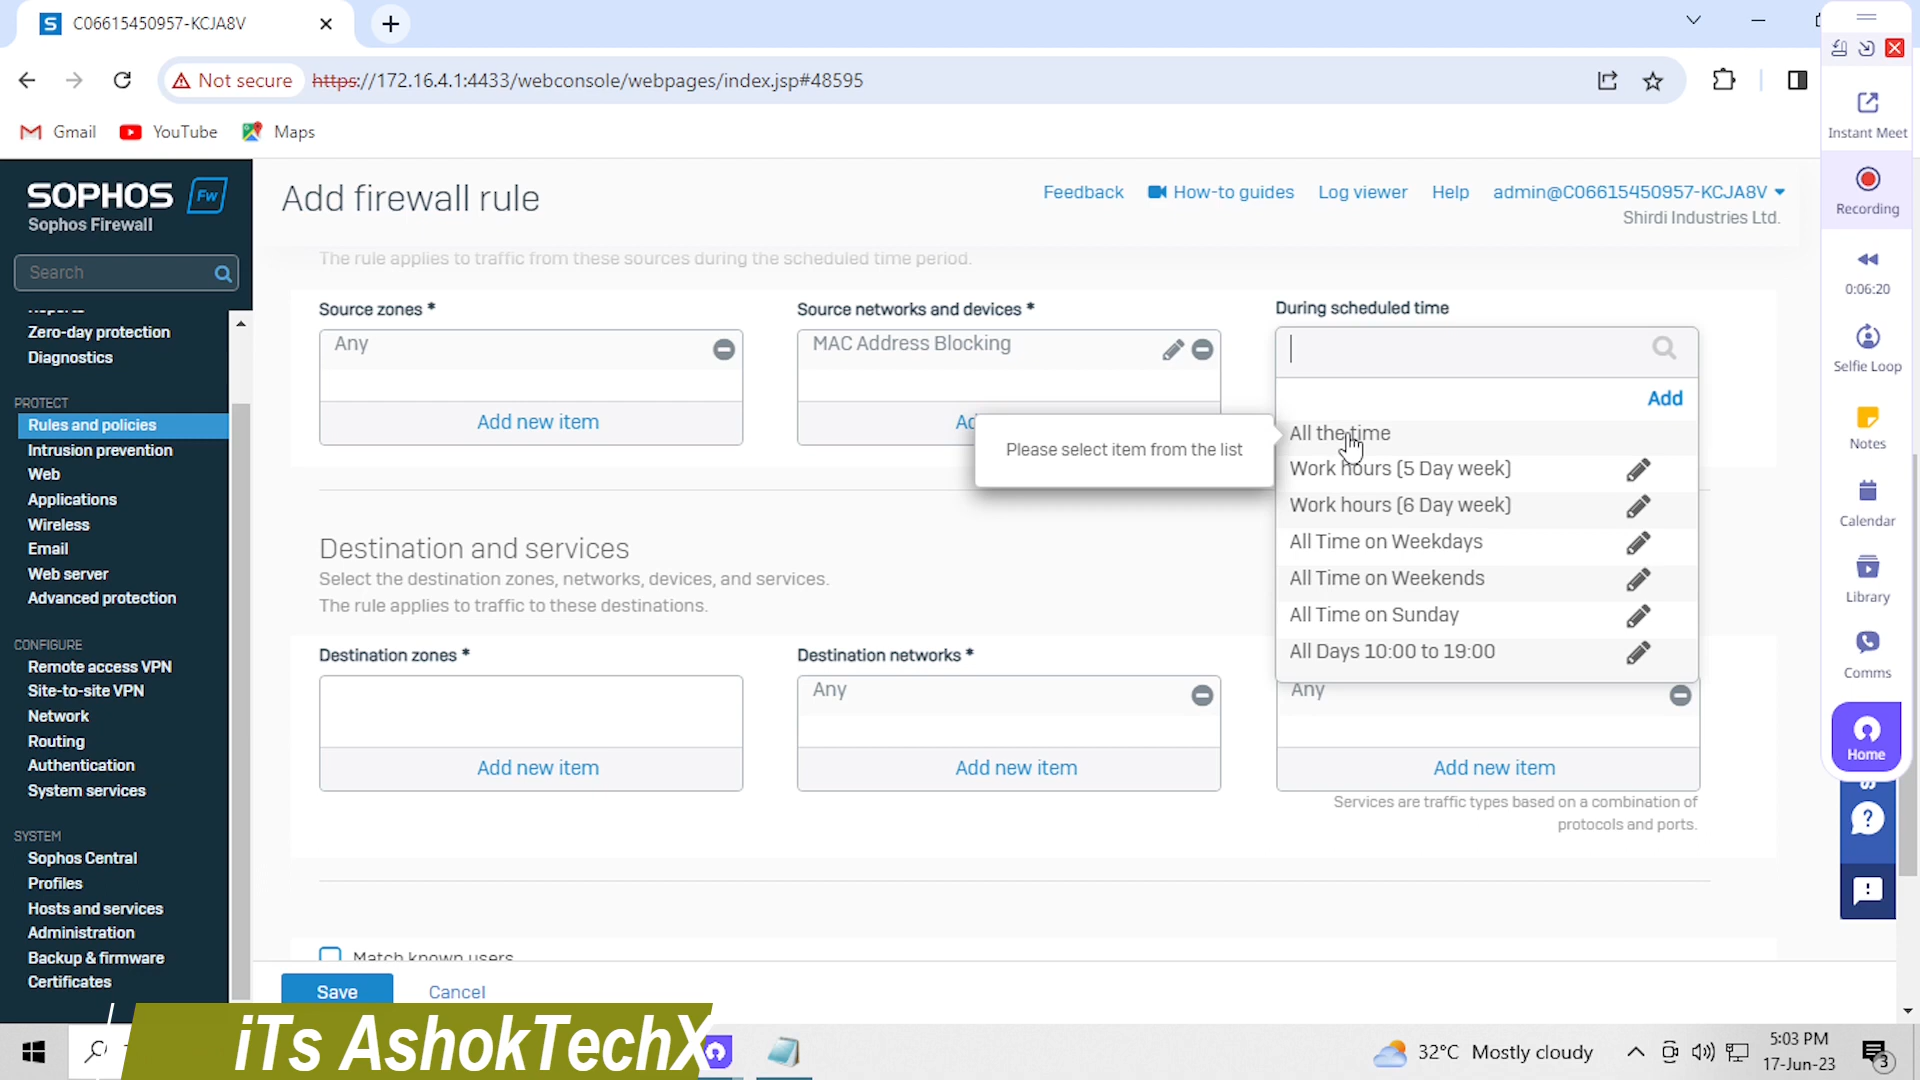 C06615450957-KCJA8V
Not secure
https://172.16.4.1:4433/webconsole/webpages/index.jsp#48595
Gmail
YouTube
Maps
SOPHOS Fw
Sophos Firewall
Search
Reports
Zero-day protection
Diagnostics
PROTECT
Rules and policies
Intrusion prevention
Web
Applications
Wireless
Email
Web server
Advanced protection
CONFIGURE
Remote access VPN
Site-to-site VPN
Network
Routing
Authentication
System services
SYSTEM
Sophos Central
Profiles
Hosts and services
Administration
Backup & firmware
Certificates
Add firewall rule
Feedback
How-to guides
Log viewer
Help
admin@C06615450957-KCJA8V
Shirdi Industries Ltd.
The rule applies to traffic from these sources during the scheduled time period.
Source zones *
Any
Add new item
Source networks and devices *
MAC Address Blocking
Ad
Please select item from the list
During scheduled time
Add
All the time
Work hours (5 Day week)
Work hours (6 Day week)
All Time on Weekdays
All Time on Weekends
All Time on Sunday
All Days 10:00 to 19:00
Destination and services
Select the destination zones, networks, devices, and services.
The rule applies to traffic to these destinations.
Destination zones *
Add new item
Destination networks *
Any
Add new item
Any
Add new item
Services are traffic types based on a combination of
protocols and ports.
Match known users
Save
Cancel
Instant Meet
Recording
0:06:20
Selfie Loop
Notes
Calendar
Library
Comms
Home
iTs AshokTechX
32°C Mostly cloudy
5:03 PM
17-Jun-23
3